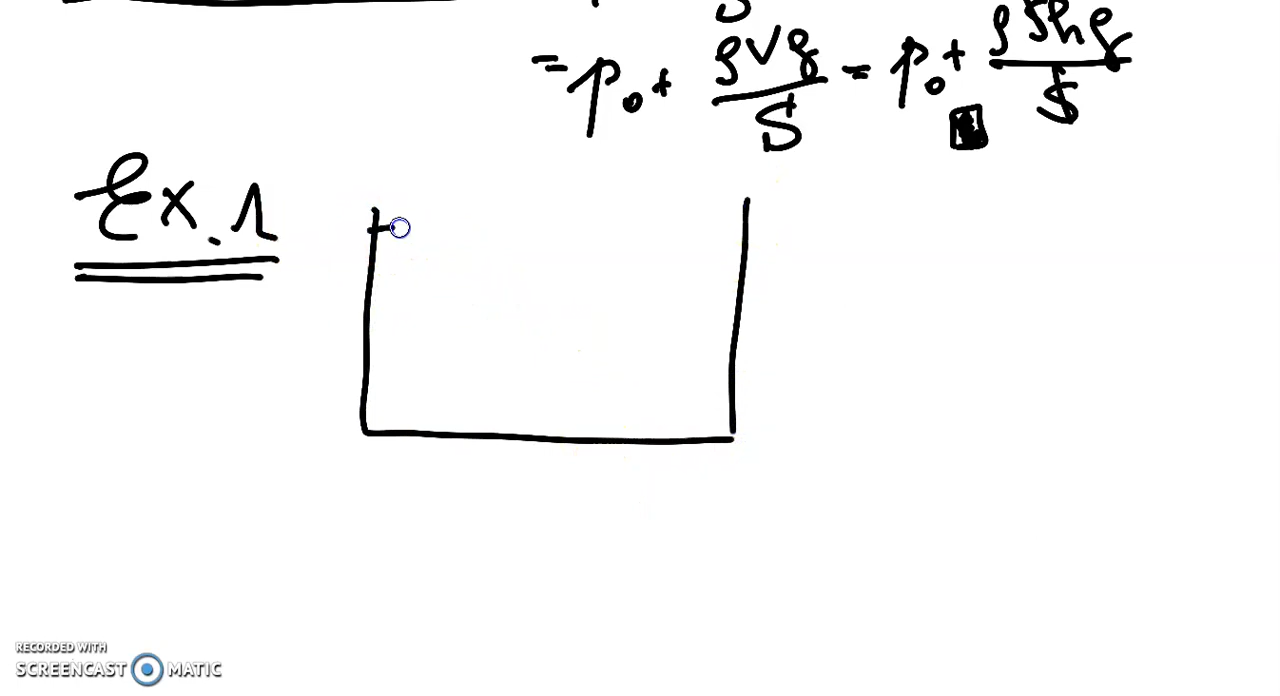 = p₀ + ρVg/S = p₀ + ρShg/S
Ex. 1
RECORDED WITH
SCREENCAST MATIC